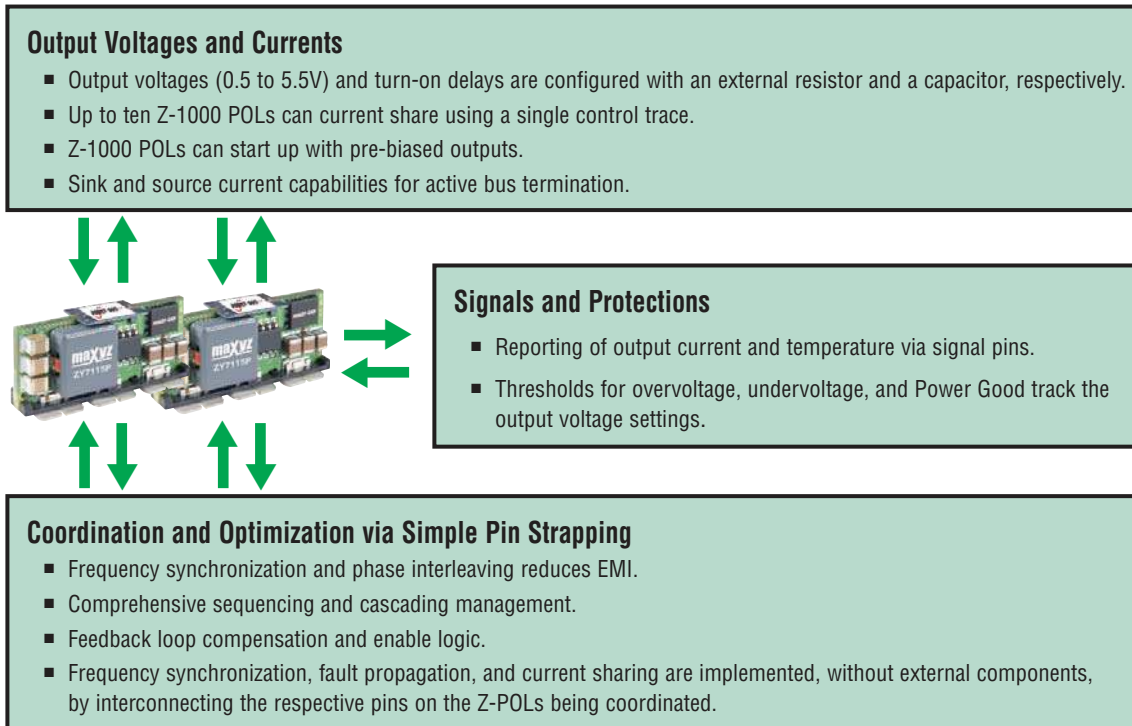 Output Voltages and Currents
■ Output voltages (0.5 to 5.5V) and turn-on delays are configured with an external resistor and a capacitor, respectively.
■ Up to ten Z-1000 POLs can current share using a single control trace.
■ Z-1000 POLs can start up with pre-biased outputs.
■ Sink and source current capabilities for active bus termination.
maxyz
ZY7115P
maxyz
ZY7115P
Signals and Protections
■ Reporting of output current and temperature via signal pins.
■ Thresholds for overvoltage, undervoltage, and Power Good track the
output voltage settings.
Coordination and Optimization via Simple Pin Strapping
■ Frequency synchronization and phase interleaving reduces EMI.
■ Comprehensive sequencing and cascading management.
■ Feedback loop compensation and enable logic.
■ Frequency synchronization, fault propagation, and current sharing are implemented, without external components,
by interconnecting the respective pins on the Z-POLs being coordinated.